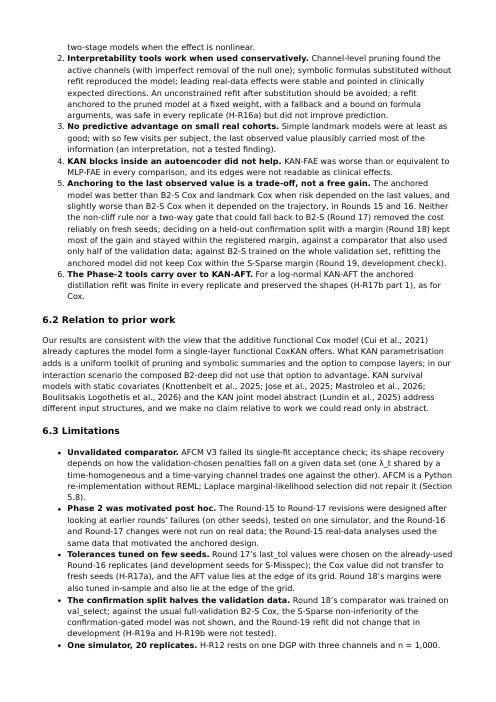 two-stage models when the effect is nonlinear.
2. Interpretability tools work when used conservatively. Channel-level pruning found the
active channels (with imperfect removal of the null one); symbolic formulas substituted without
refit reproduced the model; leading real-data effects were stable and pointed in clinically
expected directions. An unconstrained refit after substitution should be avoided; a refit
anchored to the pruned model at a fixed weight, with a fallback and a bound on formula
arguments, was safe in every replicate (H-R16a) but did not improve prediction.
3. No predictive advantage on small real cohorts. Simple landmark models were at least as
good; with so few visits per subject, the last observed value plausibly carried most of the
information (an interpretation, not a tested finding).
4. KAN blocks inside an autoencoder did not help. KAN-FAE was worse than or equivalent to
MLP-FAE in every comparison, and its edges were not readable as clinical effects.
5. Anchoring to the last observed value is a trade-off, not a free gain. The anchored
model was better than B2-S Cox and landmark Cox when risk depended on the last values, and
slightly worse than B2-S Cox when it depended on the trajectory, in Rounds 15 and 16. Neither
the non-cliff rule nor a two-way gate that could fall back to B2-S (Round 17) removed the cost
reliably on fresh seeds; deciding on a held-out confirmation split with a margin (Round 18) kept
most of the gain and stayed within the registered margin, against a comparator that also used
only half of the validation data; against B2-S trained on the whole validation set, refitting the
anchored model did not keep Cox within the S-Sparse margin (Round 19, development check).
6. The Phase-2 tools carry over to KAN-AFT. For a log-normal KAN-AFT the anchored
distillation refit was finite in every replicate and preserved the shapes (H-R17b part 1), as for
Cox.
6.2 Relation to prior work
Our results are consistent with the view that the additive functional Cox model (Cui et al., 2021)
already captures the model form a single-layer functional CoxKAN offers. What KAN parametrisation
adds is a uniform toolkit of pruning and symbolic summaries and the option to compose layers; in our
interaction scenario the composed B2-deep did not use that option to advantage. KAN survival
models with static covariates (Knottenbelt et al., 2025; Jose et al., 2025; Mastroleo et al., 2026;
Boulitsakis Logothetis et al., 2026) and the KAN joint model abstract (Lundin et al., 2025) address
different input structures, and we make no claim relative to work we could read only in abstract.
6.3 Limitations
• Unvalidated comparator. AFCM V3 failed its single-fit acceptance check; its shape recovery
depends on how the validation-chosen penalties fall on a given data set (one λ_t shared by a
time-homogeneous and a time-varying channel trades one against the other). AFCM is a Python
re-implementation without REML; Laplace marginal-likelihood selection did not repair it (Section
5.8).
• Phase 2 was motivated post hoc. The Round-15 to Round-17 revisions were designed after
looking at earlier rounds' failures (on other seeds), tested on one simulator, and the Round-16
and Round-17 changes were not run on real data; the Round-15 real-data analyses used the
same data that motivated the anchored design.
• Tolerances tuned on few seeds. Round 17's last_tol values were chosen on the already-used
Round-16 replicates (and development seeds for S-Misspec); the Cox value did not transfer to
fresh seeds (H-R17a), and the AFT value lies at the edge of its grid. Round 18's margins were
also tuned in-sample and also lie at the edge of the grid.
• The confirmation split halves the validation data. Round 18's comparator was trained on
val_select; against the usual full-validation B2-S Cox, the S-Sparse non-inferiority of the
confirmation-gated model was not shown, and the Round-19 refit did not change that in
development (H-R19a and H-R19b were not tested).
• One simulator, 20 replicates. H-R12 rests on one DGP with three channels and n = 1,000.